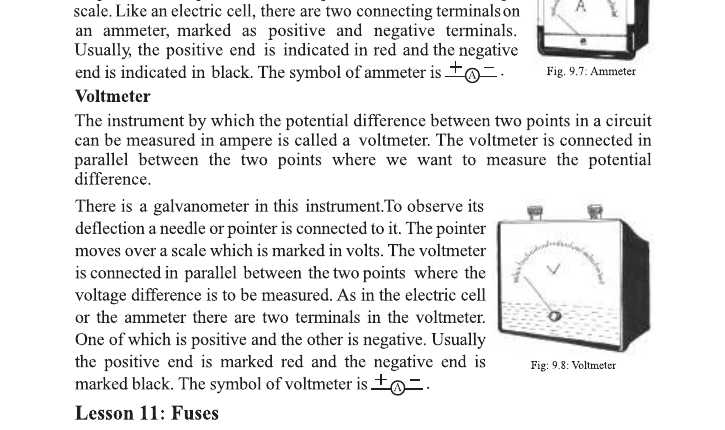 scale. Like an electric cell, there are two connecting terminals on
an ammeter, marked as positive and negative terminals.
Usually, the positive end is indicated in red and the negative
end is indicated in black. The symbol of ammeter is +Ⓐ− .
A
Fig. 9.7: Ammeter
Voltmeter
The instrument by which the potential difference between two points in a circuit
can be measured in ampere is called a voltmeter. The voltmeter is connected in
parallel between the two points where we want to measure the potential
difference.
There is a galvanometer in this instrument.To observe its
deflection a needle or pointer is connected to it. The pointer
moves over a scale which is marked in volts. The voltmeter
is connected in parallel between the two points where the
voltage difference is to be measured. As in the electric cell
or the ammeter there are two terminals in the voltmeter.
One of which is positive and the other is negative. Usually
the positive end is marked red and the negative end is
marked black. The symbol of voltmeter is +Ⓐ− .
V
Fig: 9.8: Voltmeter
Lesson 11: Fuses